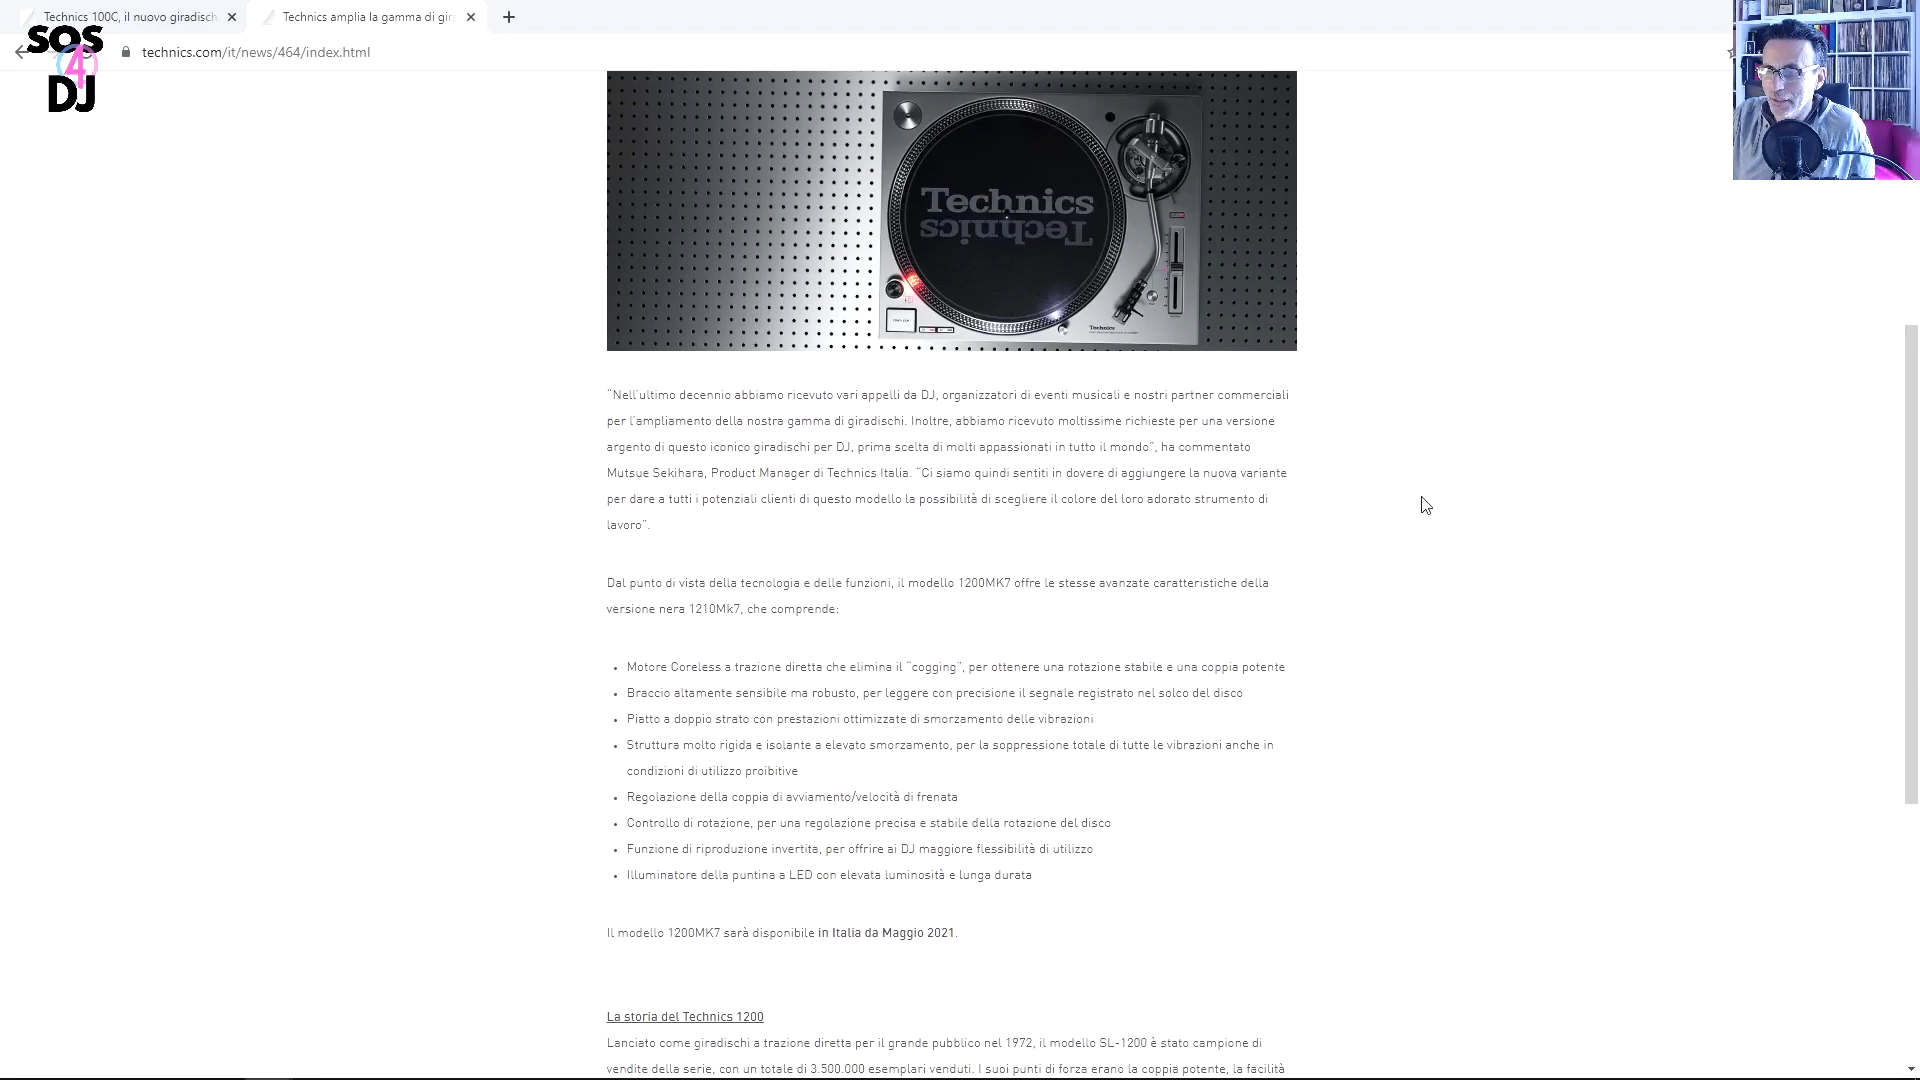 Technics 100C, il nuovo giradisch
Technics amplia la gamma di gira
SOS
4
DJ
technics.com/it/news/464/index.html
Technics
Technics
Technics
"Nell'ultimo decennio abbiamo ricevuto vari appelli da DJ, organizzatori di eventi musicali e nostri partner commerciali
per l'ampliamento della nostra gamma di giradischi. Inoltre, abbiamo ricevuto moltissime richieste per una versione
argento di questo iconico giradischi per DJ, prima scelta di molti appassionati in tutto il mondo", ha commentato
Mutsue Sekihara, Product Manager di Technics Italia. "Ci siamo quindi sentiti in dovere di aggiungere la nuova variante
per dare a tutti i potenziali clienti di questo modello la possibilità di scegliere il colore del loro adorato strumento di
lavoro".
Dal punto di vista della tecnologia e delle funzioni, il modello 1200MK7 offre le stesse avanzate caratteristiche della
versione nera 1210Mk7, che comprende:
• Motore Coreless a trazione diretta che elimina il "cogging", per ottenere una rotazione stabile e una coppia potente
• Braccio altamente sensibile ma robusto, per leggere con precisione il segnale registrato nel solco del disco
• Piatto a doppio strato con prestazioni ottimizzate di smorzamento delle vibrazioni
• Struttura molto rigida e isolante a elevato smorzamento, per la soppressione totale di tutte le vibrazioni anche in
condizioni di utilizzo proibitive
• Regolazione della coppia di avviamento/velocità di frenata
• Controllo di rotazione, per una regolazione precisa e stabile della rotazione del disco
• Funzione di riproduzione invertita, per offrire ai DJ maggiore flessibilità di utilizzo
• Illuminatore della puntina a LED con elevata luminosità e lunga durata
Il modello 1200MK7 sarà disponibile in Italia da Maggio 2021.
La storia del Technics 1200
Lanciato come giradischi a trazione diretta per il grande pubblico nel 1972, il modello SL-1200 è stato campione di
vendite della serie, con un totale di 3.500.000 esemplari venduti. I suoi punti di forza erano la coppia potente, la facilità